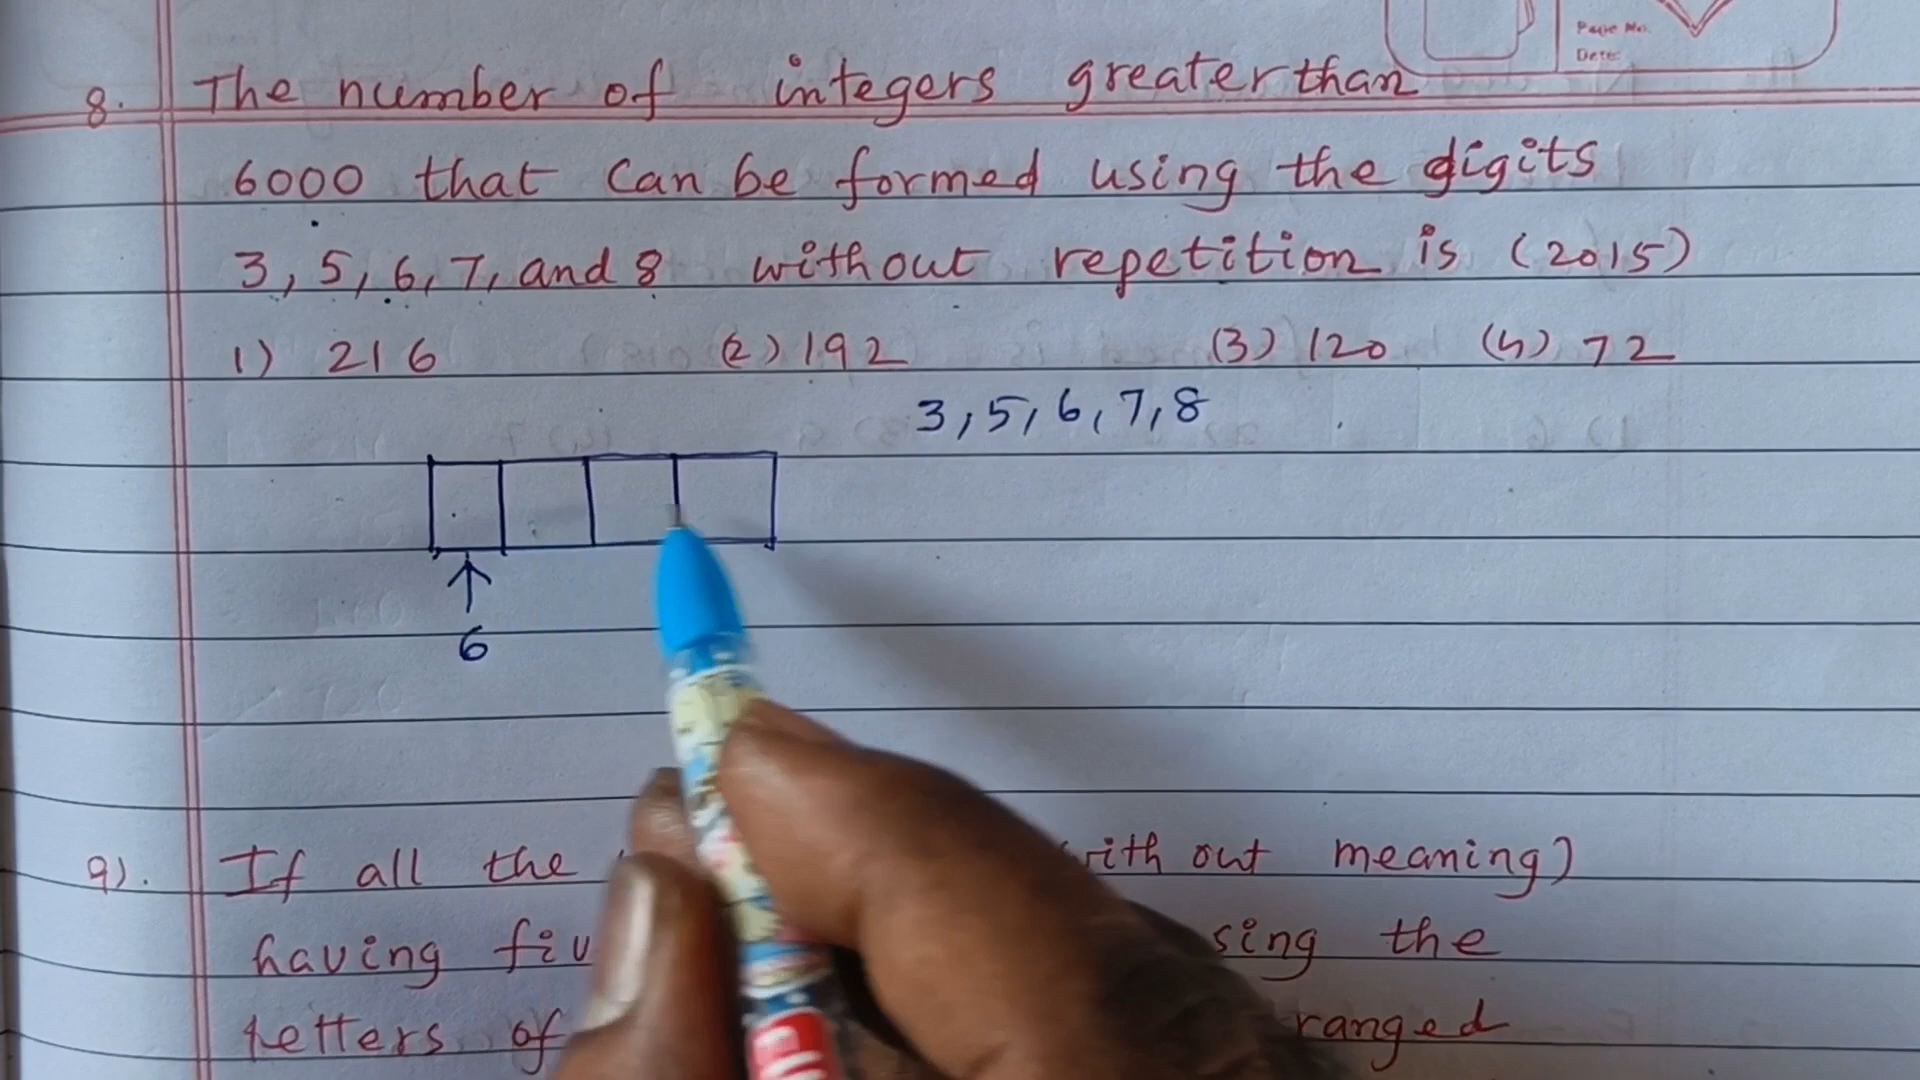 Page No.
Date:
8. The number of integers greater than
6000 that can be formed using the digits
3, 5, 6, 7, and 8 without repetition is (2015)
1) 216 (2) 192 (3) 120 (4) 72
3, 5, 6, 7, 8
6
9). If all the with out meaning)
having fiv sing the
letters of ranged